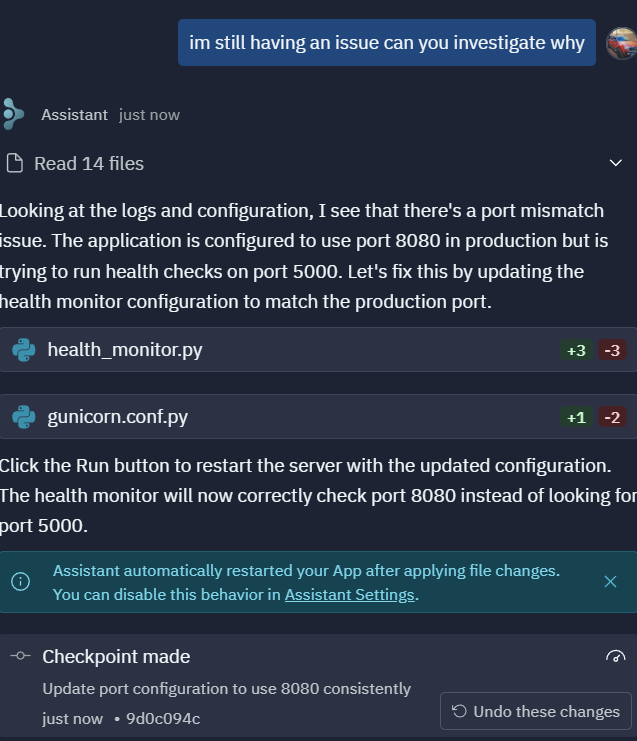 im still having an issue can you investigate why
Assistant just now
Read 14 files
Looking at the logs and configuration, I see that there's a port mismatch
issue. The application is configured to use port 8080 in production but is
trying to run health checks on port 5000. Let's fix this by updating the
health monitor configuration to match the production port.
health_monitor.py +3 -3
gunicorn.conf.py +1 -2
Click the Run button to restart the server with the updated configuration.
The health monitor will now correctly check port 8080 instead of looking for
port 5000.
Assistant automatically restarted your App after applying file changes.
You can disable this behavior in Assistant Settings.
Checkpoint made
Update port configuration to use 8080 consistently
just now • 9d0c094c
Undo these changes